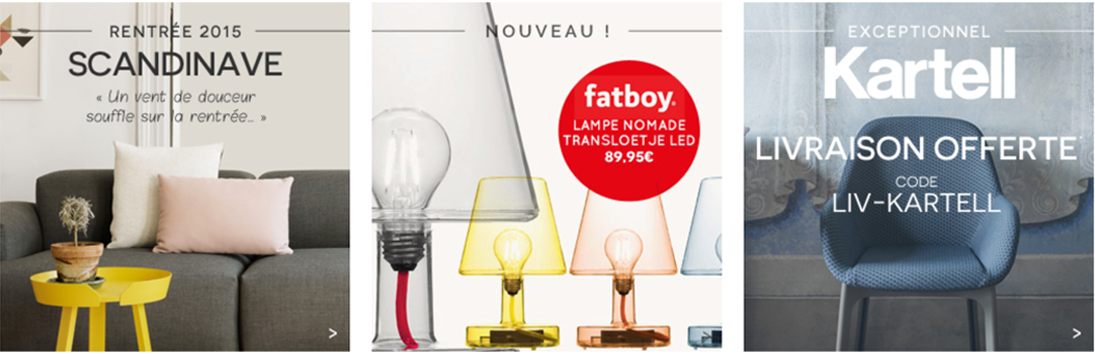 RENTRÉE 2015
SCANDINAVE
« Un vent de douceur
souffle sur la rentrée... »
>
NOUVEAU !
fatboy®
LAMPE NOMADE
TRANSLOETJE LED
89,95€
EXCEPTIONNEL
Kartell
LIVRAISON OFFERTE*
CODE
LIV-KARTELL
>